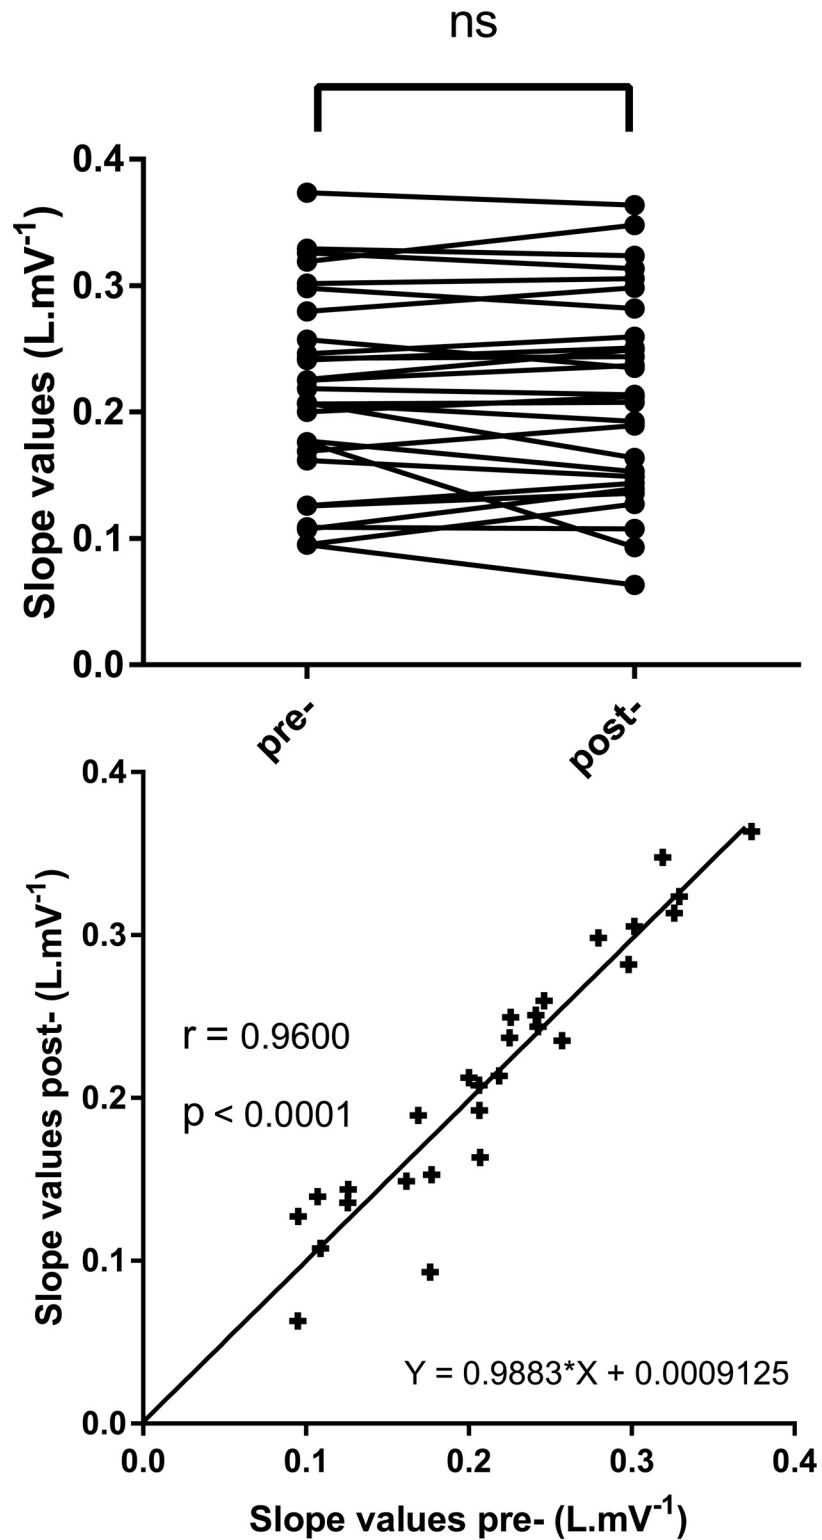 ns
Slope values (L.mV-1)
0.4
0.3
0.2
0.1
0.0
pre-
post-
Slope values post- (L.mV-1)
0.4
0.3
0.2
0.1
0.0
r = 0.9600
p < 0.0001
Y = 0.9883*X + 0.0009125
0.0 0.1 0.2 0.3 0.4
Slope values pre- (L.mV-1)